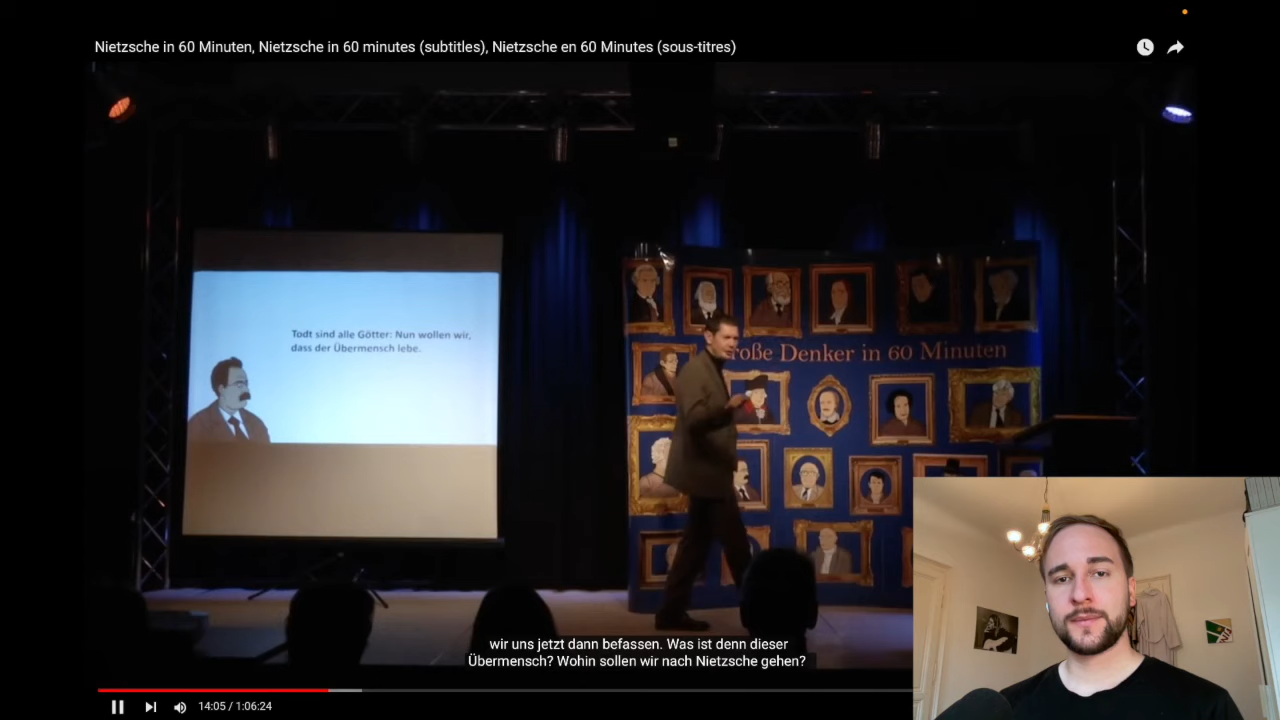 Nietzsche in 60 Minuten, Nietzsche in 60 minutes (subtitles), Nietzsche en 60 Minutes (sous-titres)
Todt sind alle Götter: Nun wollen wir,
dass der Übermensch lebe.
roße Denker in 60 Minuten
wir uns jetzt dann befassen. Was ist denn dieser
Übermensch? Wohin sollen wir nach Nietzsche gehen?
14:05 / 1:06:24